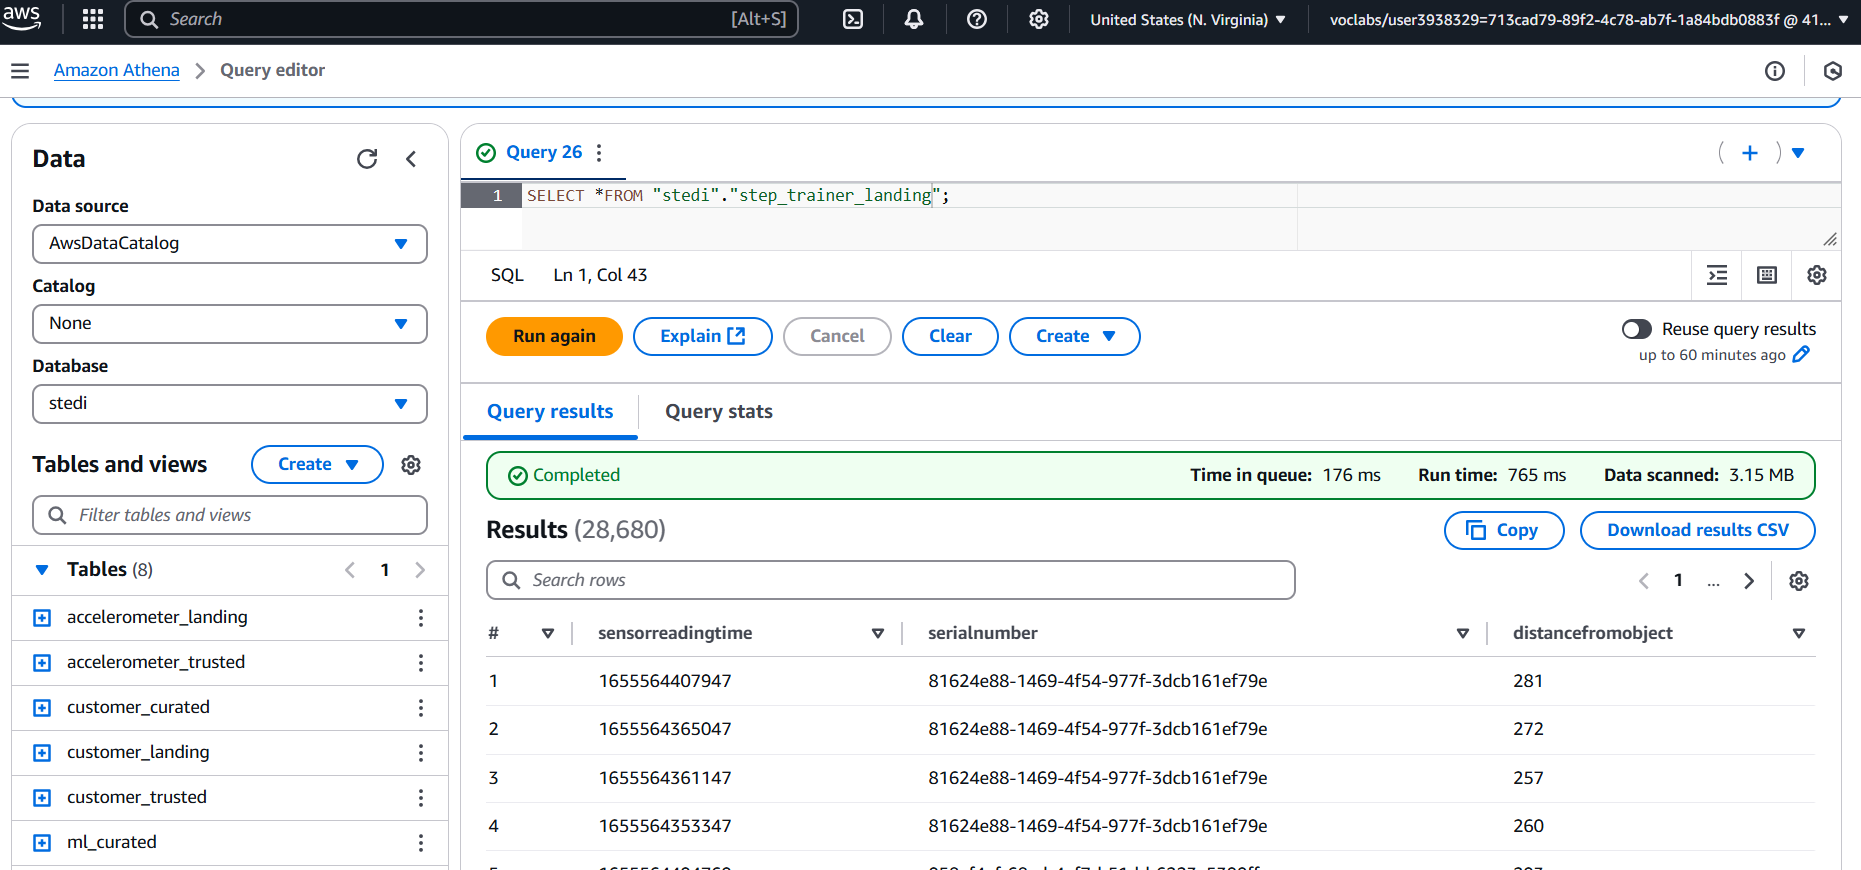 aws
Search [Alt+S]
United States (N. Virginia)
voclabs/user3938329=713cad79-89f2-4c78-ab7f-1a84bdb0883f @ 41...
Amazon Athena > Query editor
Data
Data source
AwsDataCatalog
Catalog
None
Database
stedi
Tables and views
Create
Filter tables and views
Tables (8)
1
accelerometer_landing
accelerometer_trusted
customer_curated
customer_landing
customer_trusted
ml_curated
Query 26
1 SELECT *FROM "stedi"."step_trainer_landing";
SQL Ln 1, Col 43
Run again
Explain
Cancel
Clear
Create
Reuse query results
up to 60 minutes ago
Query results
Query stats
Completed
Time in queue: 176 ms Run time: 765 ms Data scanned: 3.15 MB
Results (28,680)
Copy
Download results CSV
Search rows
1 ...
# sensorreadingtime serialnumber distancefromobject
1 1655564407947 81624e88-1469-4f54-977f-3dcb161ef79e 281
2 1655564365047 81624e88-1469-4f54-977f-3dcb161ef79e 272
3 1655564361147 81624e88-1469-4f54-977f-3dcb161ef79e 257
4 1655564353347 81624e88-1469-4f54-977f-3dcb161ef79e 260